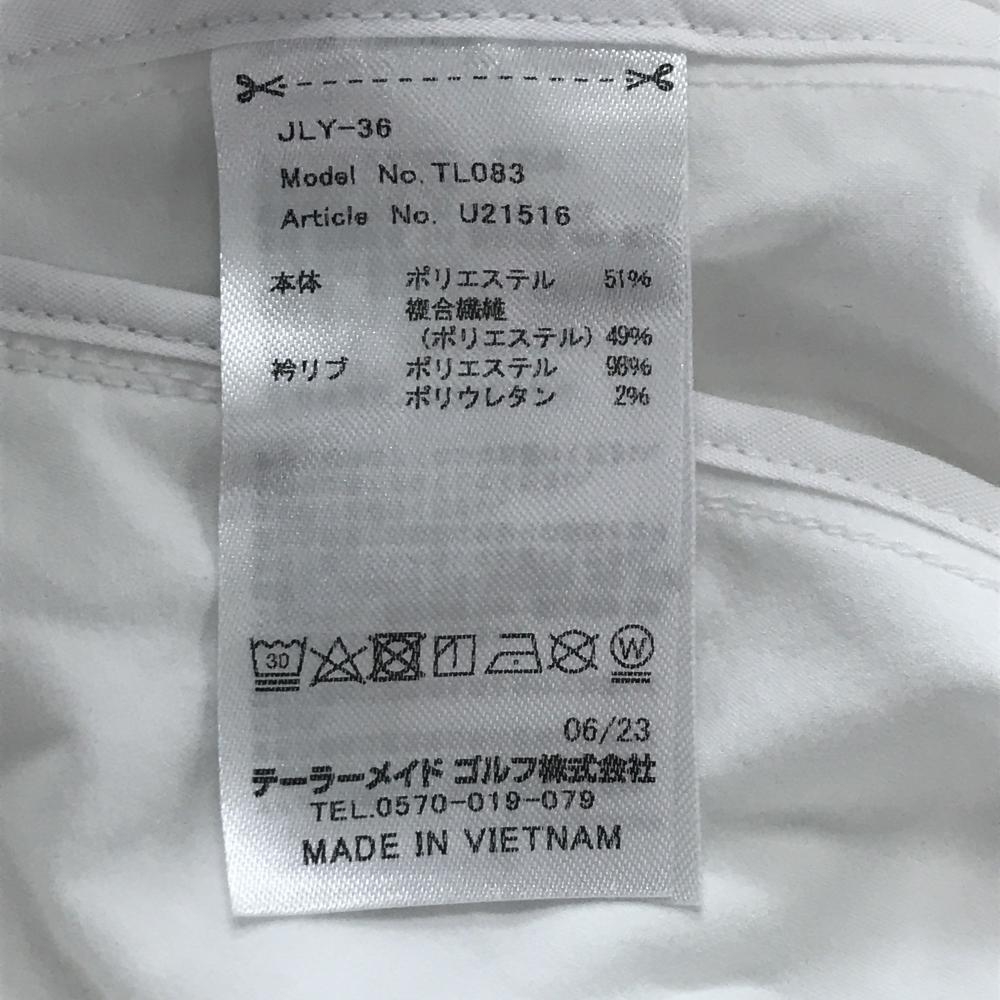 JLY-36
Model No. TL083
Article No. U21516
本体 ポリエステル 51%
複合繊維
(ポリエステル) 49%
衿リブ ポリエステル 98%
ポリウレタン 2%
30 W
06/23
テーラーメイド ゴルフ株式会社
TEL.0570-019-079
MADE IN VIETNAM